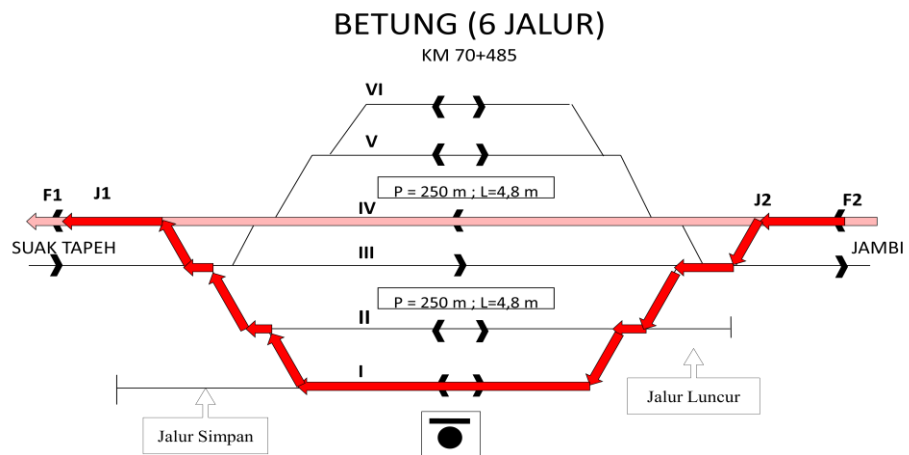 BETUNG (6 JALUR)
KM 70+485
VI
V
P = 250 m ; L=4,8 m
F1
J1
IV
J2
F2
SUAK TAPEH
III
JAMBI
P = 250 m ; L=4,8 m
II
I
Jalur Luncur
Jalur Simpan